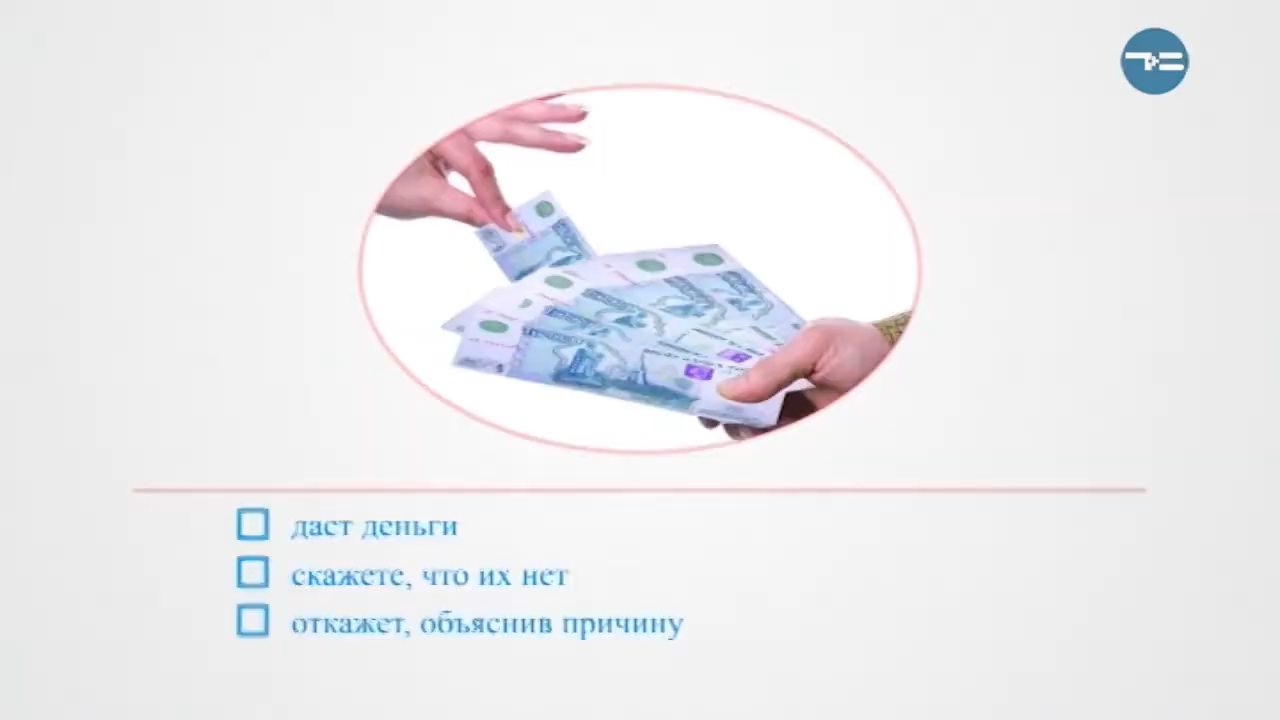 даст деньги
скажете, что их нет
откажет, объяснив причину